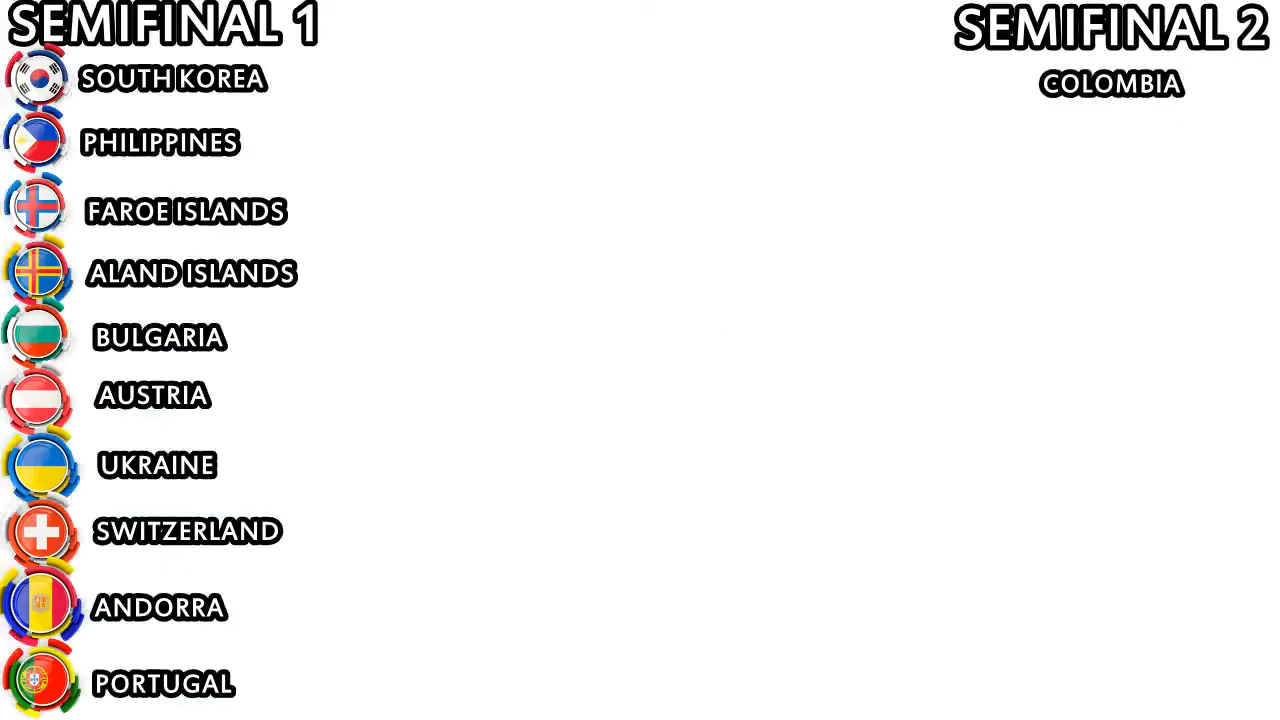 SEMIFINAL 1
SOUTH KOREA
PHILIPPINES
FAROE ISLANDS
ALAND ISLANDS
BULGARIA
AUSTRIA
UKRAINE
SWITZERLAND
ANDORRA
PORTUGAL
SEMIFINAL 2
COLOMBIA